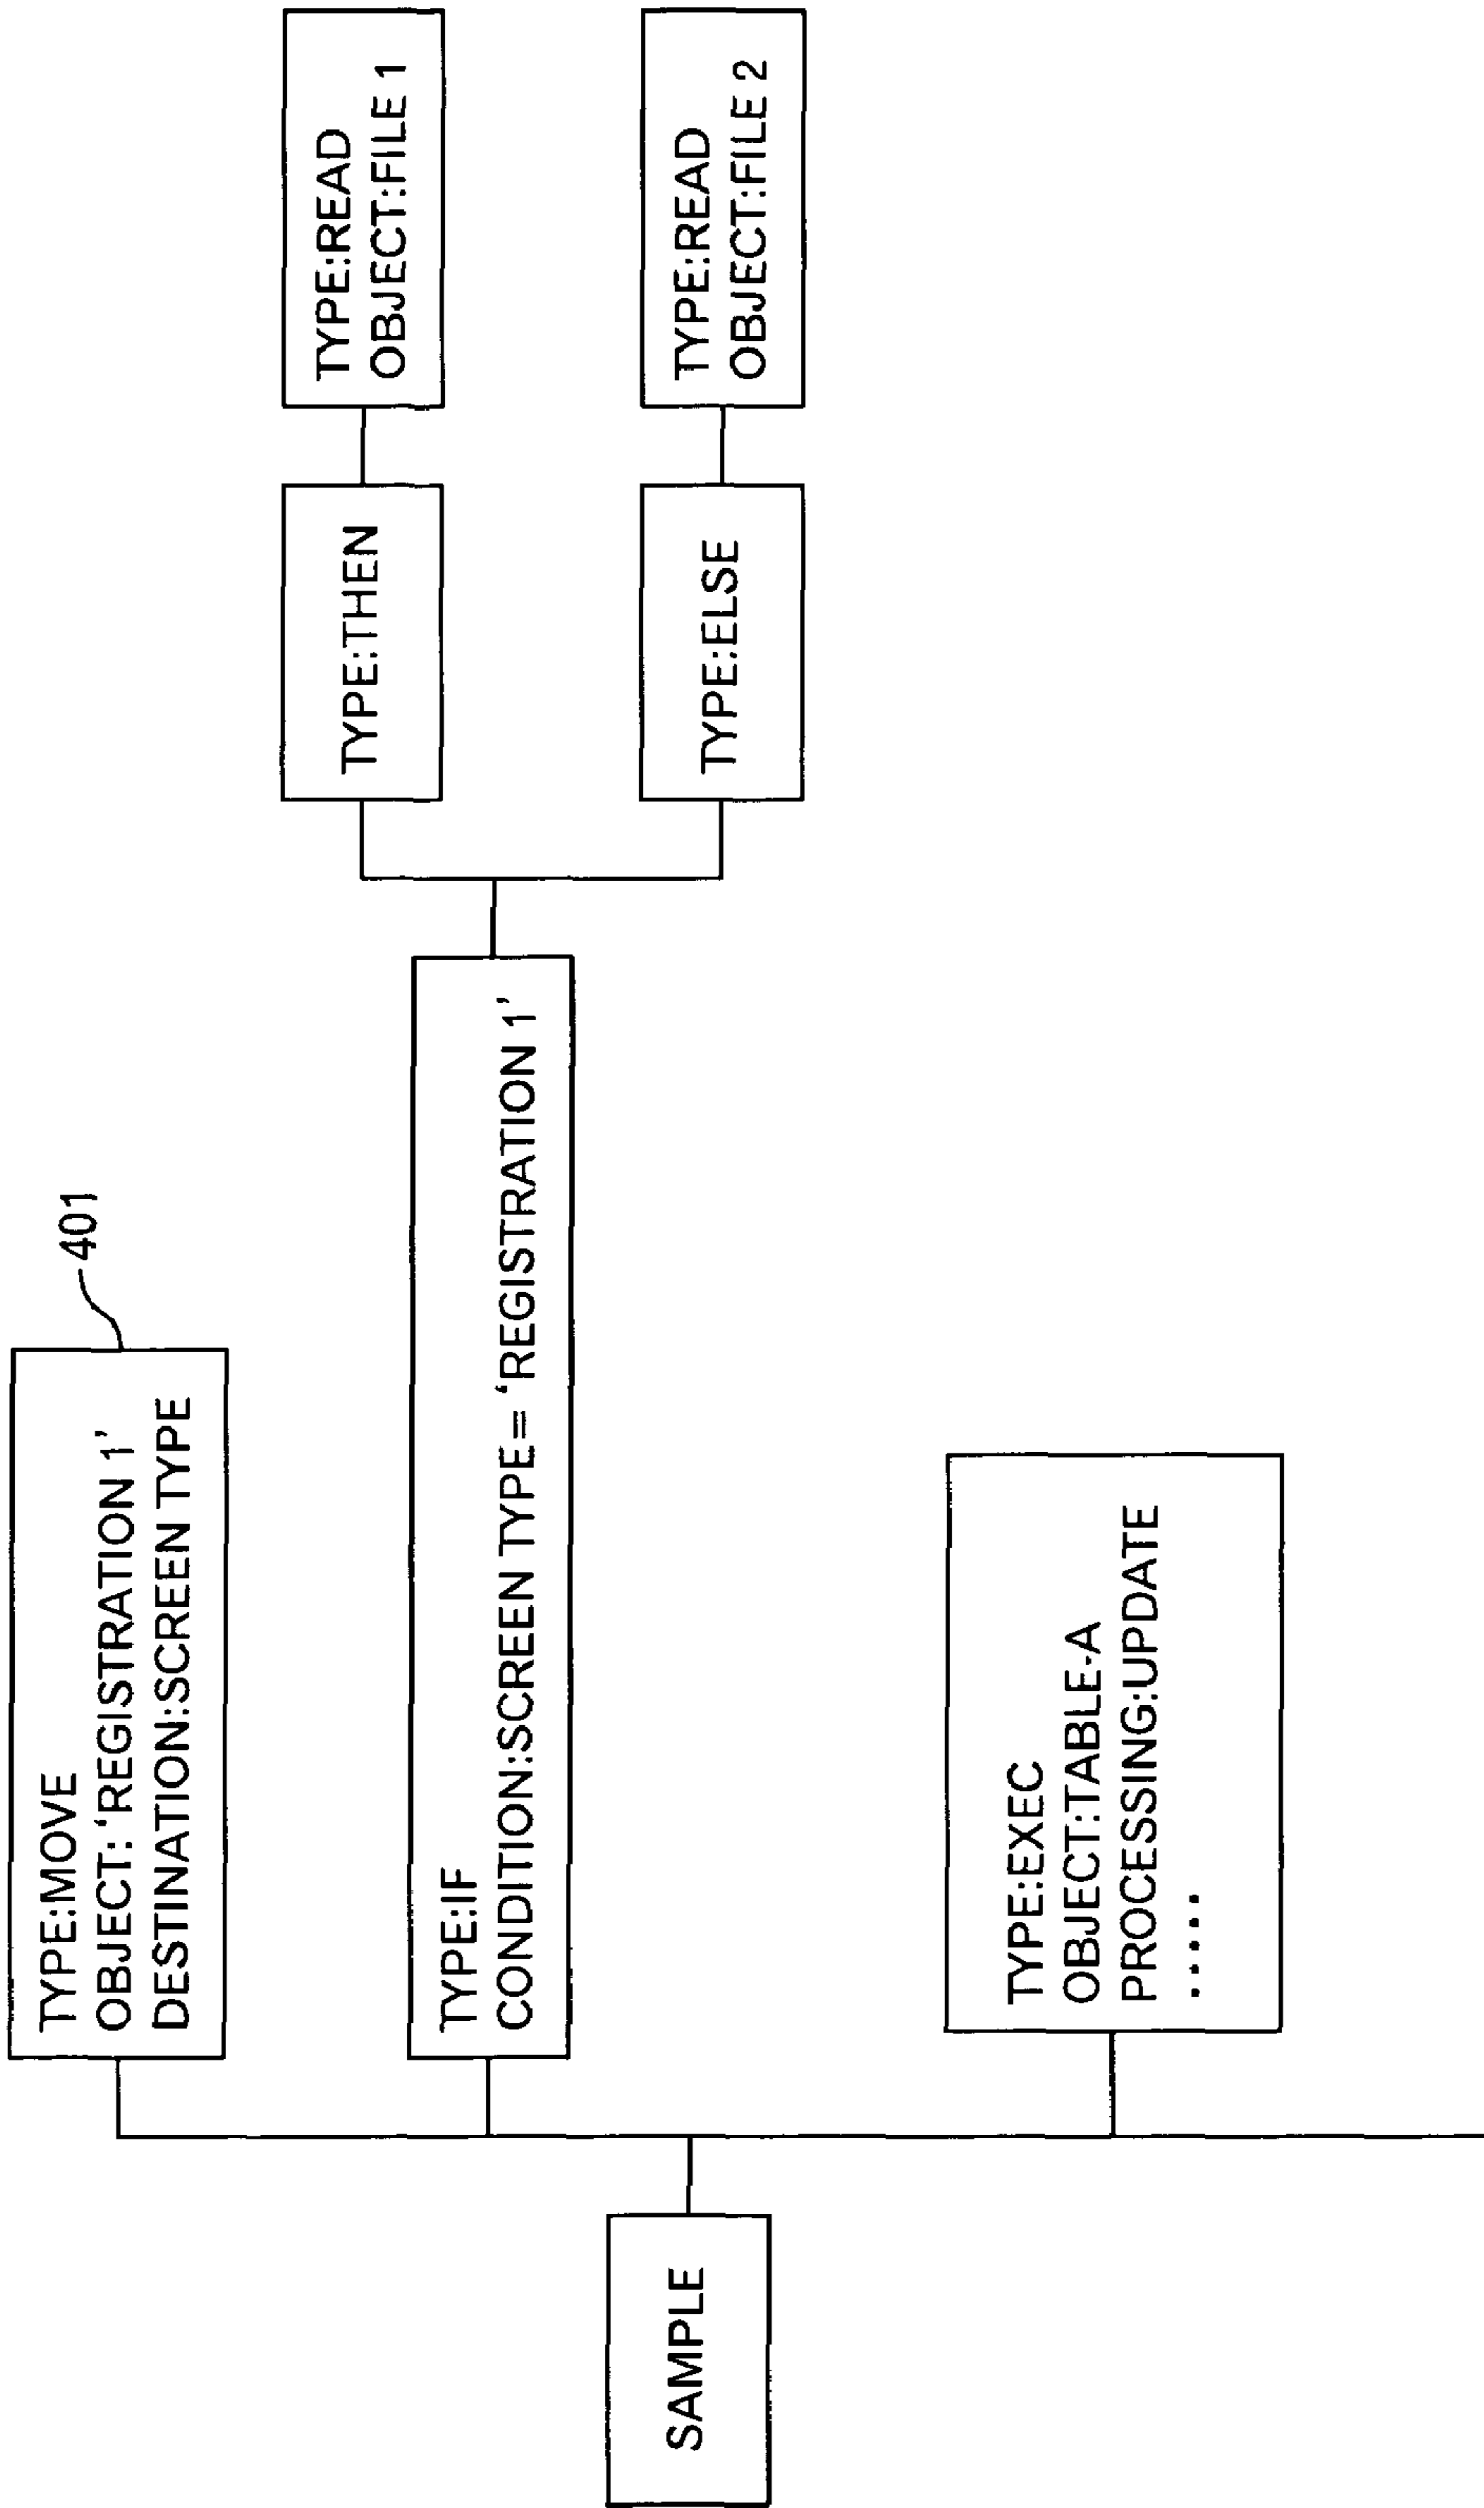 401
TYPE:MOVE
OBJECT:‘REGISTRATION 1’
DESTINATION:SCREEN TYPE
TYPE:IF
CONDITION:SCREEN TYPE = ‘REGISTRATION 1’
TYPE:THEN
TYPE:READ
OBJECT:FILE 1
TYPE:ELSE
TYPE:READ
OBJECT:FILE 2
SAMPLE
TYPE:EXEC
OBJECT:TABLE-A
PROCESSING:UPDATE
.....